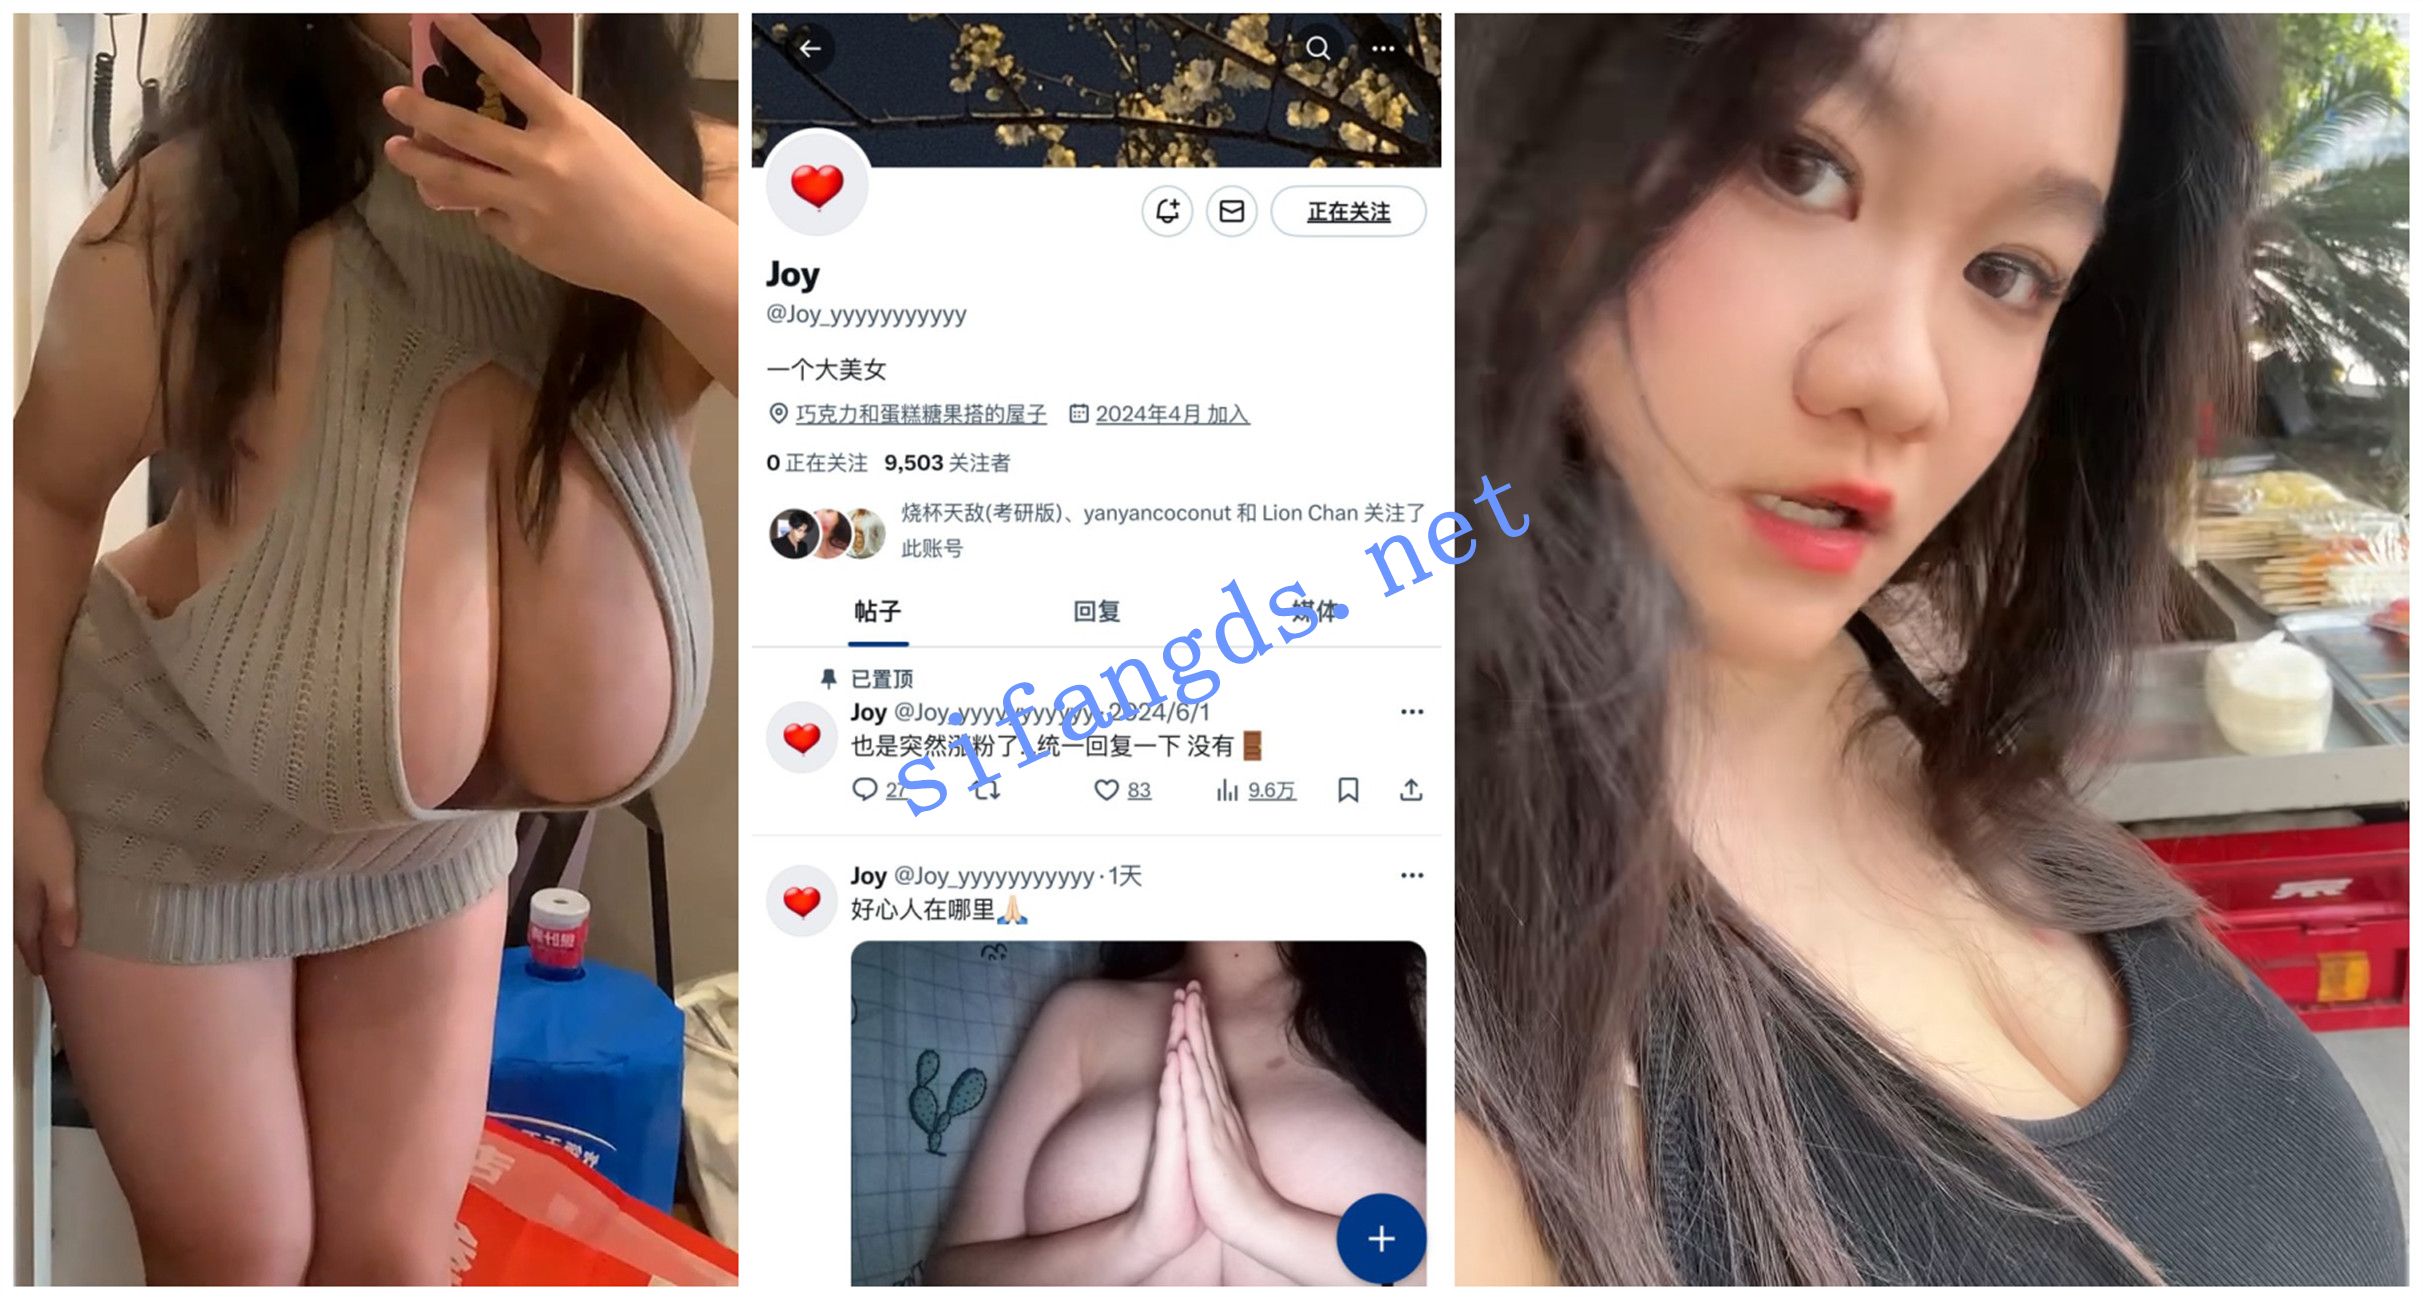 正在关注
Joy
@Joy_yyyyyyyyyyy
一个大美女
巧克力和蛋糕糖果搭的屋子 2024年4月 加入
0 正在关注 9,503 关注者
烧杯天敌(考研版)、yanyancoconut 和 Lion Chan 关注了
此账号
帖子 回复 媒体
已置顶
Joy @Joy_yyyyyyyyyyy·2024/6/1
也是突然涨粉了..统一回复一下 没有🚪
27 83 9.6万
Joy @Joy_yyyyyyyyyyy·1天
好心人在哪里🙏🏻
sifangds.net